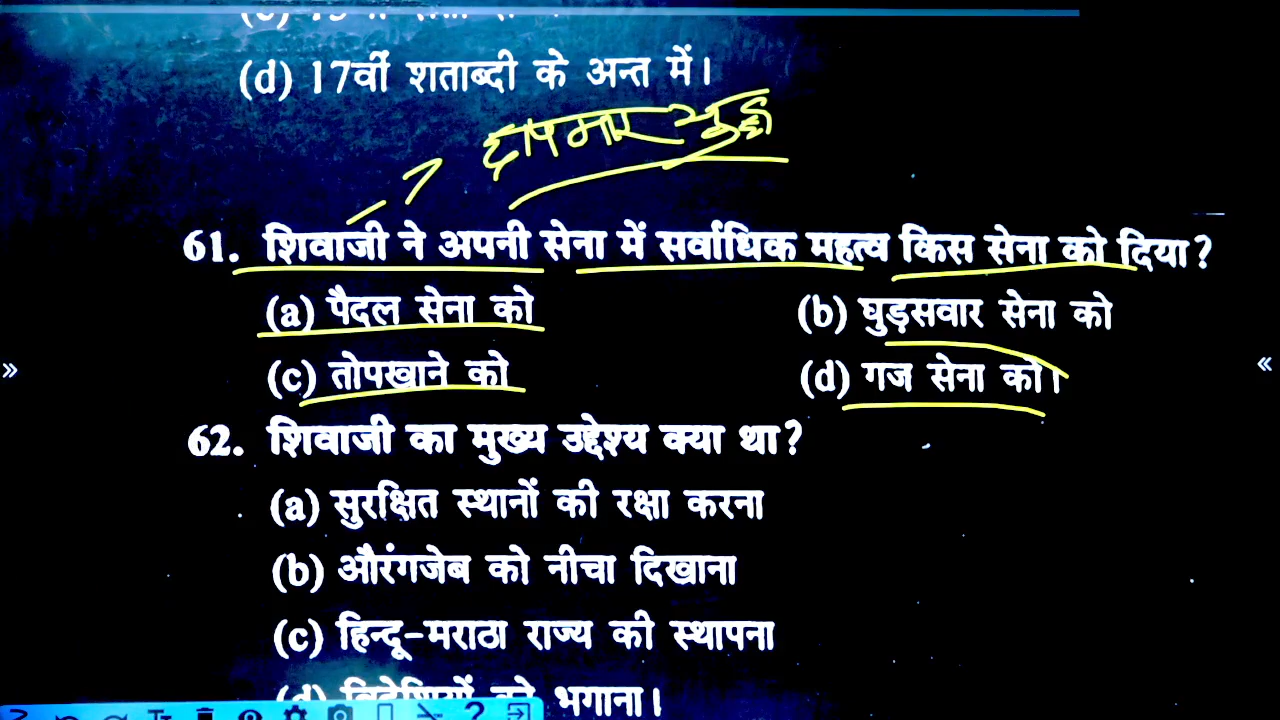 (d) 17वीं शताब्दी के अन्त में।
छापमार युद्ध
61. शिवाजी ने अपनी सेना में सर्वाधिक महत्व किस सेना को दिया?
(a) पैदल सेना को (b) घुड़सवार सेना को
(c) तोपखाने को (d) गज सेना को।
62. शिवाजी का मुख्य उद्देश्य क्या था?
(a) सुरक्षित स्थानों की रक्षा करना
(b) औरंगजेब को नीचा दिखाना
(c) हिन्दू-मराठा राज्य की स्थापना
(d) विदेशियों को भगाना।